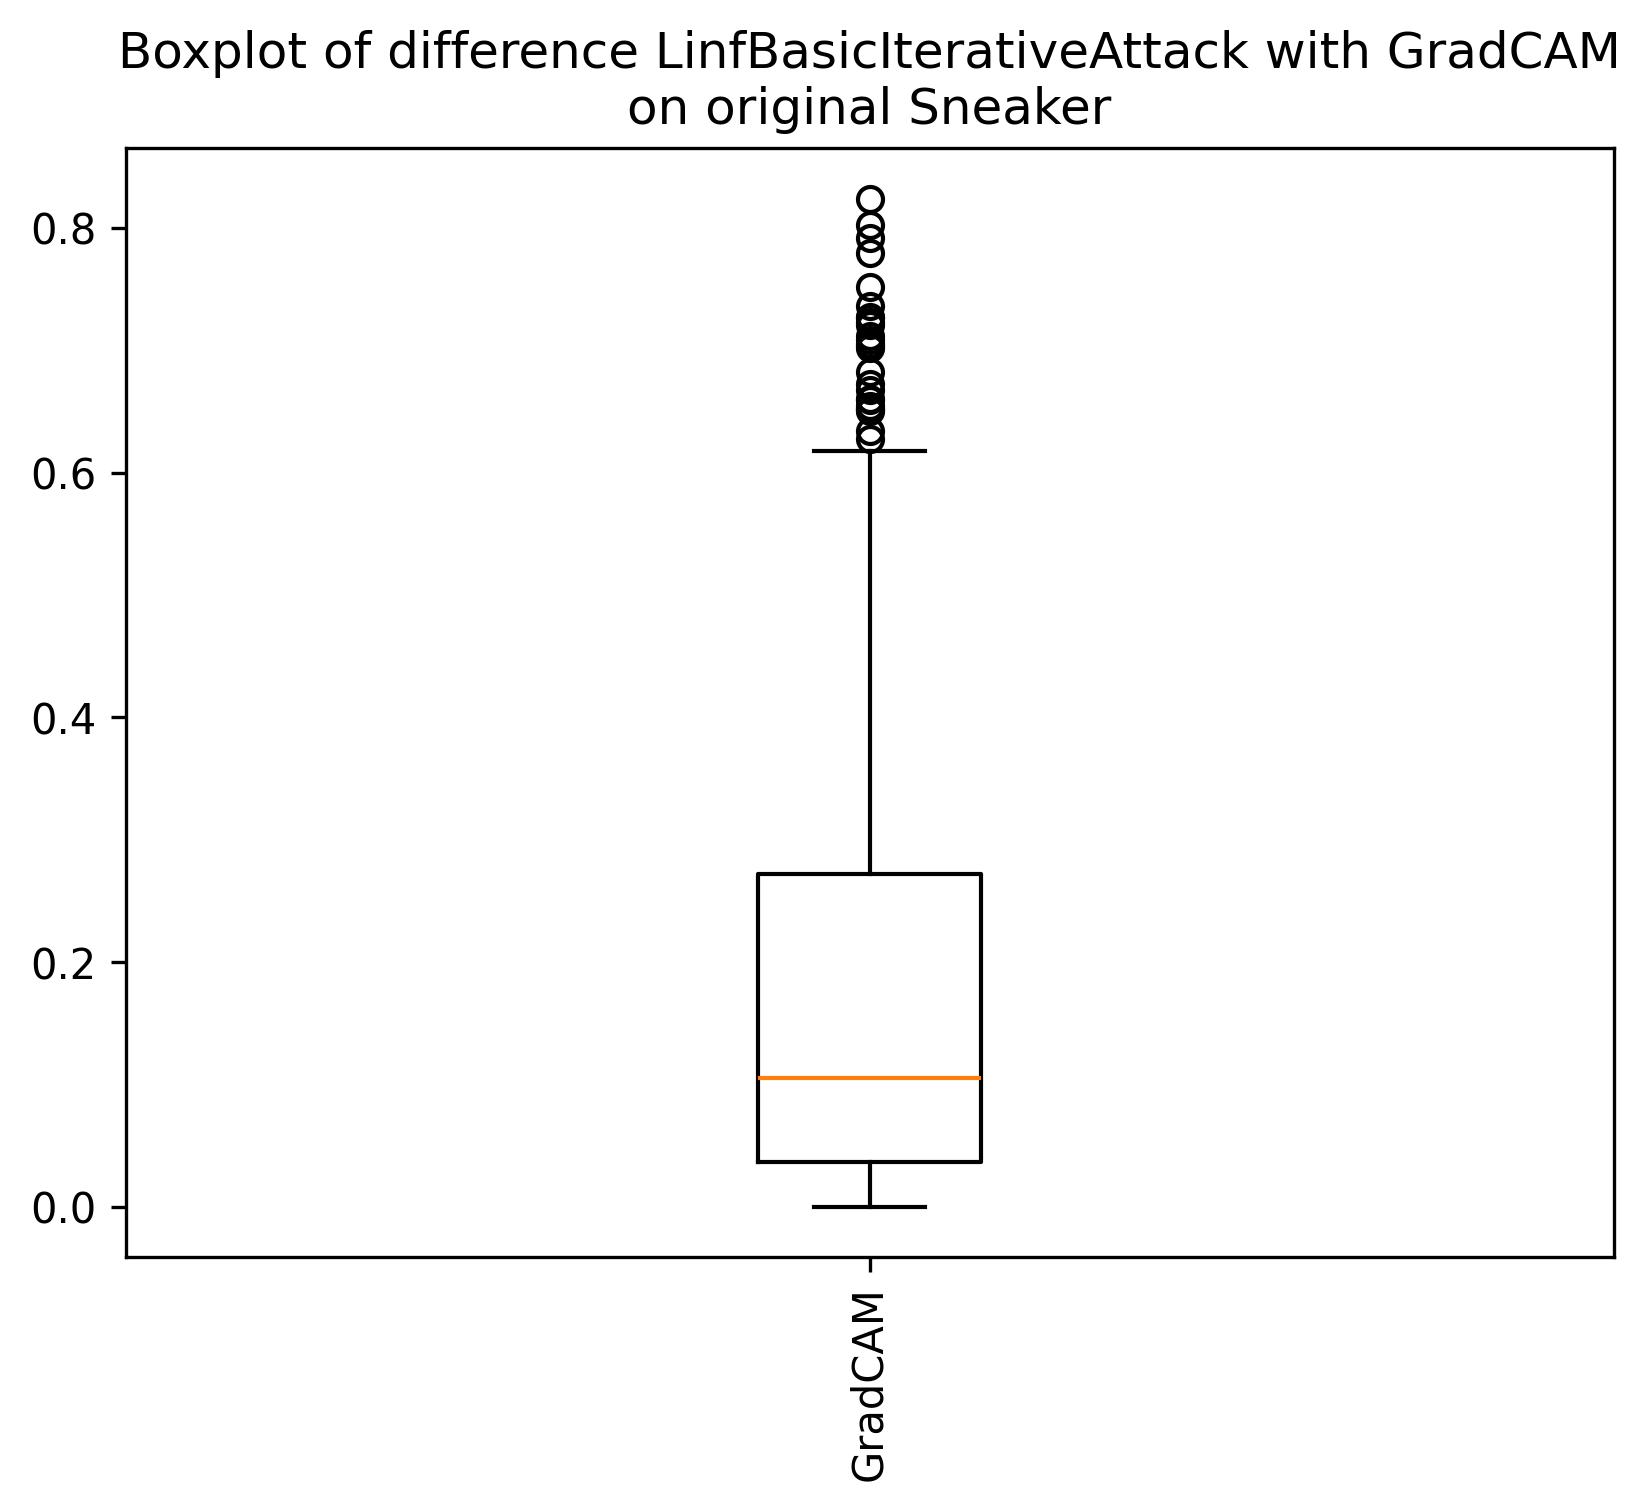 Boxplot of difference LinfBasicIterativeAttack with GradCAM
on original Sneaker
0.8
0.6
0.4
0.2
0.0
GradCAM